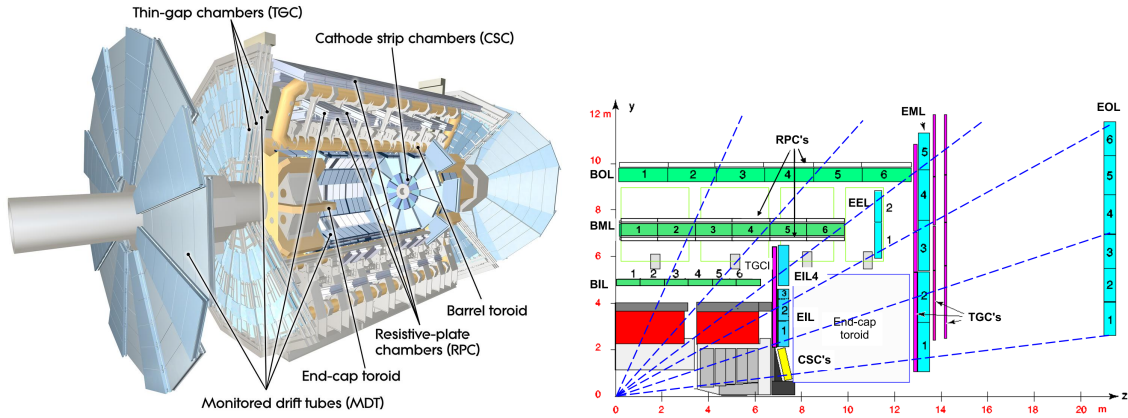 Thin-gap chambers (TGC)
Cathode strip chambers (CSC)
Barrel toroid
Resistive-plate
chambers (RPC)
End-cap toroid
Monitored drift tubes (MDT)
y
12 m
EML
EOL
RPC's
10
BOL
1 2 3 4 5 6
8
EEL
2
1
BML
1 2 3 4 5 6
6
TGCI
EIL4
BIL
1 2 3 4 5 6
4
3
2
1
EIL
End-cap
toroid
TGC's
2
CSC's
0
5
4
3
2
1
6
5
4
3
2
1
0 2 4 6 8 10 12 14 16 18 20 m
z